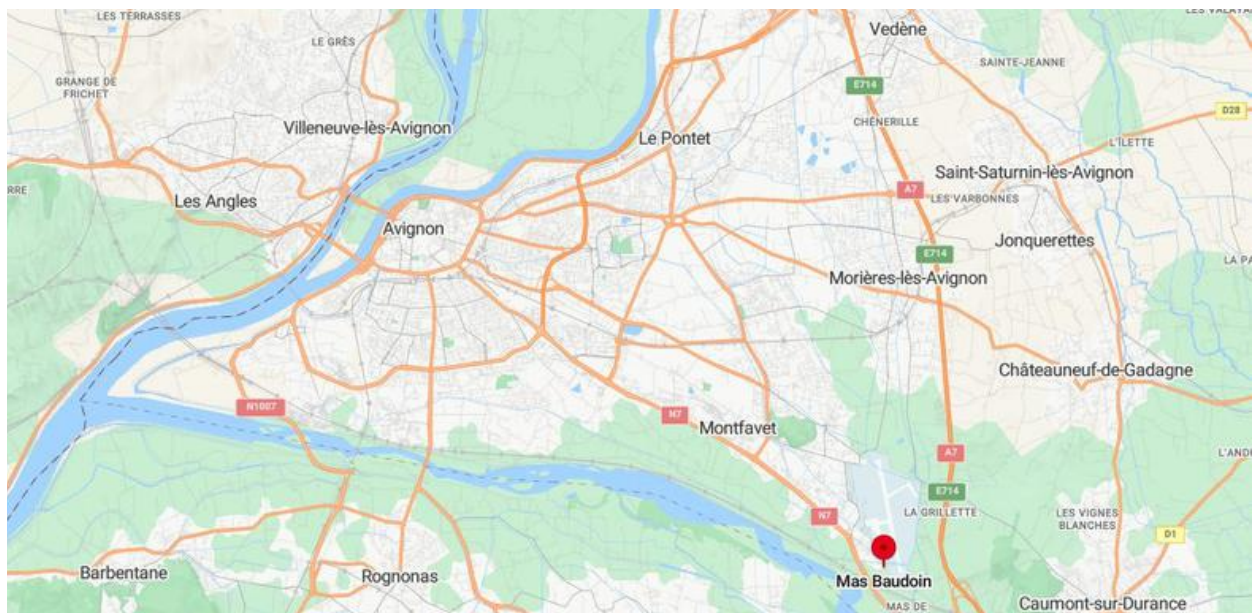 LES TERRASSES
LE GRÈS
Vedène
SAINTE-JEANNE
GRANGE DE
FRICHET
E714
D28
CHÊNERILLE
Villeneuve-lès-Avignon
Le Pontet
L'ILETTE
Saint-Saturnin-lès-Avignon
A7
LES VARBONNES
Les Angles
Avignon
Jonquerettes
E714
Morières-lès-Avignon
Châteauneuf-de-Gadagne
N1007
N7
Montfavet
A7
E714
LA GRILLETTE
N7
LES VIGNES
BLANCHES
D1
Barbentane
Rognonas
Mas Baudoin
MAS DE
Caumont-sur-Durance